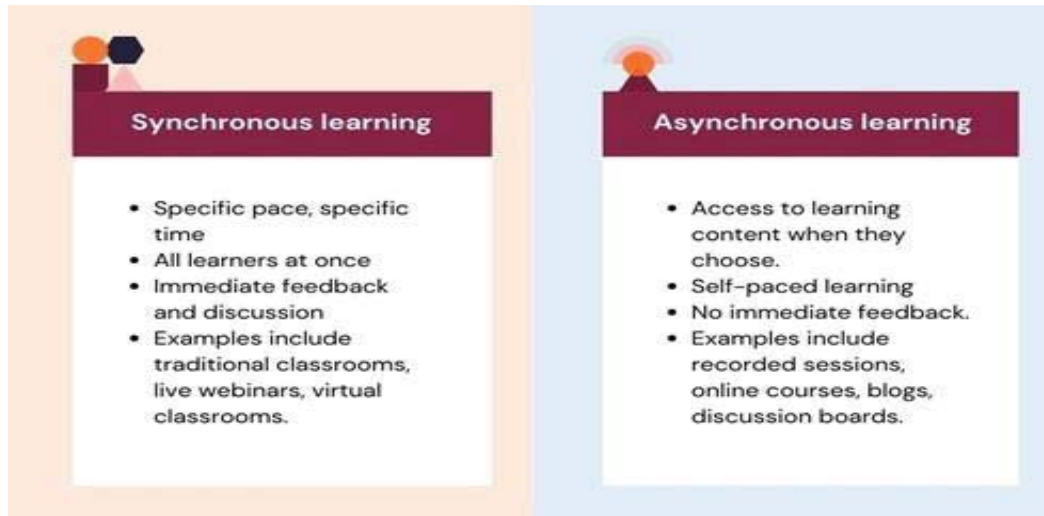 Synchronous learning
• Specific pace, specific
time
• All learners at once
• Immediate feedback
and discussion
• Examples include
traditional classrooms,
live webinars, virtual
classrooms.
Asynchronous learning
• Access to learning
content when they
choose.
• Self-paced learning
• No immediate feedback.
• Examples include
recorded sessions,
online courses, blogs,
discussion boards.